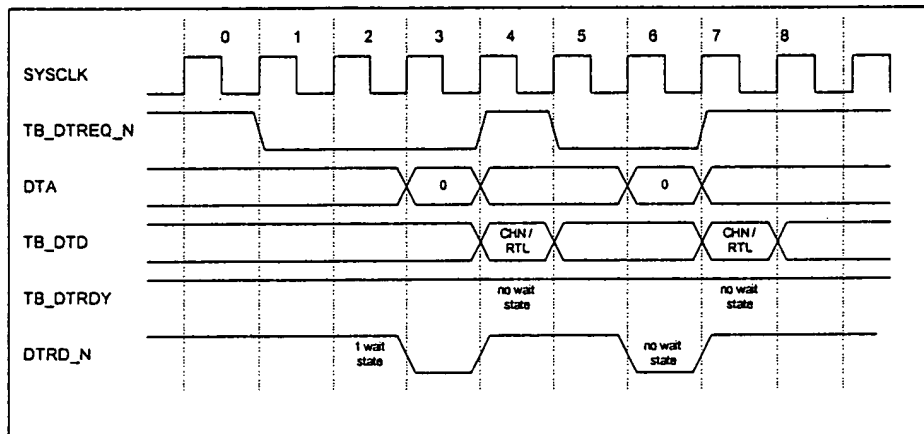 0 1 2 3 4 5 6 7 8
SYSCLK
TB_DTREQ_N
DTA
0
0
TB_DTD
CHN /
RTL
CHN /
RTL
TB_DTRDY
no wait
state
no wait
state
DTRD_N
1 wait
state
no wait
state